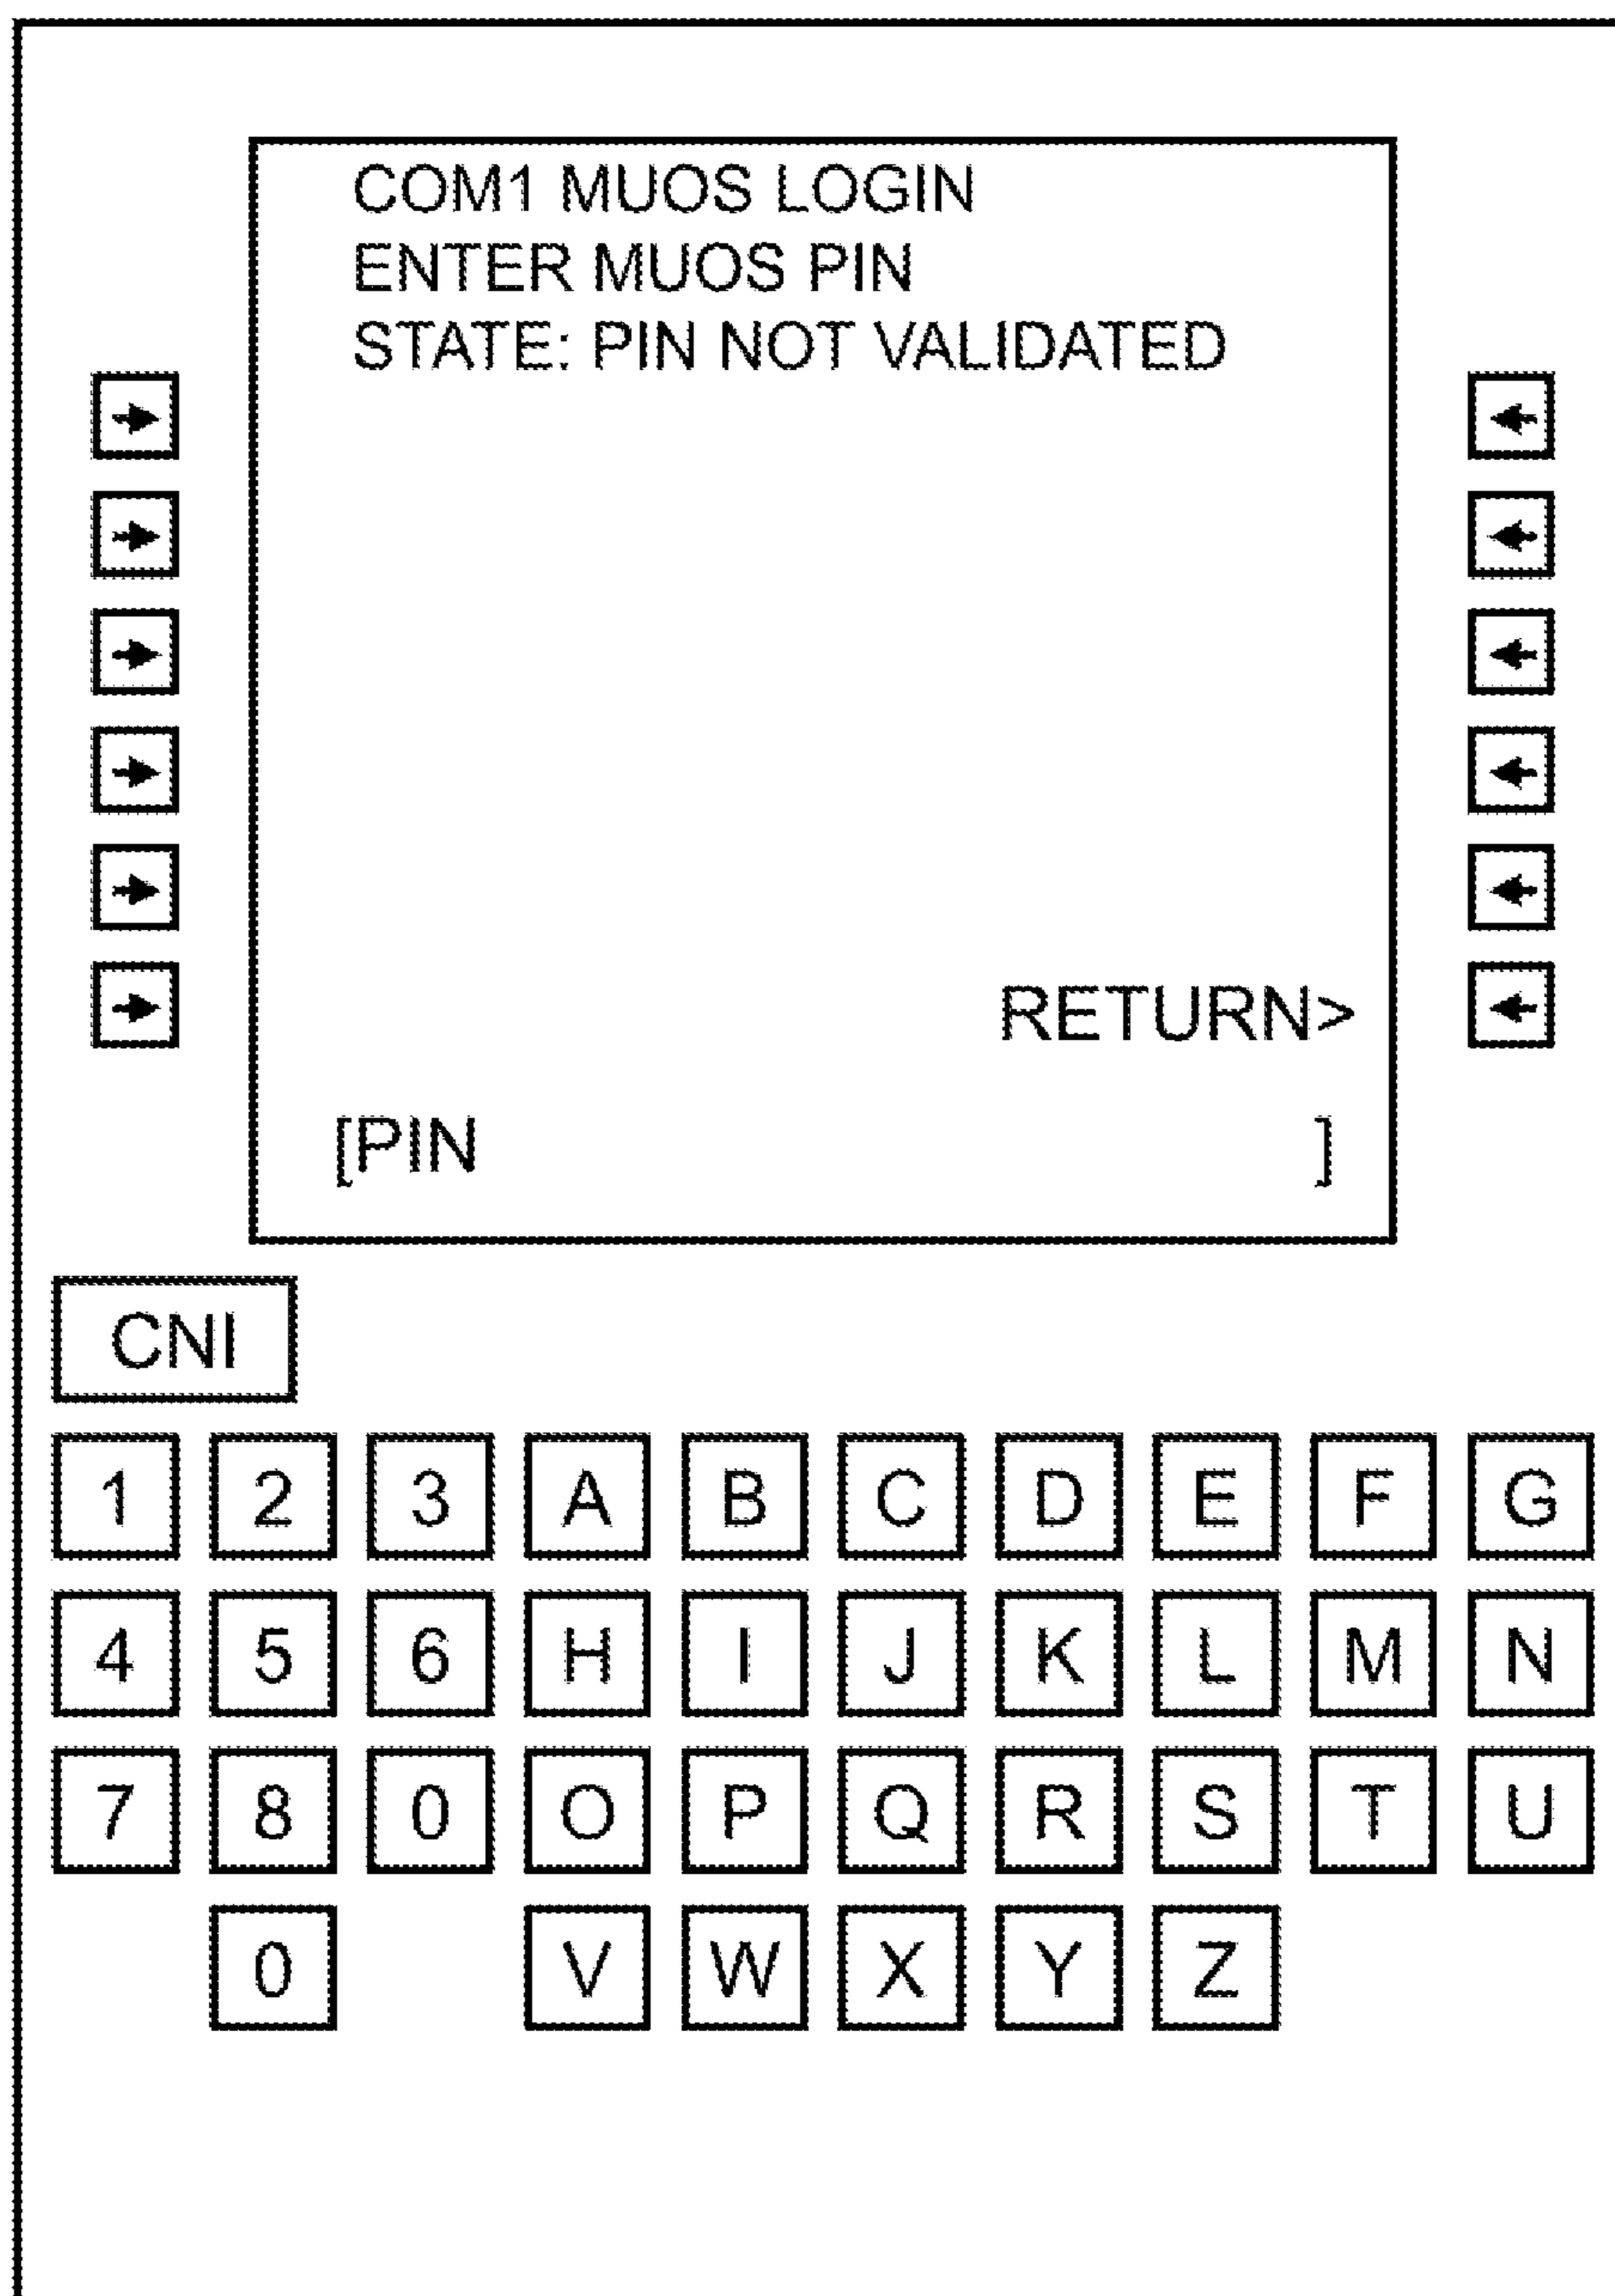 COM1 MUOS LOGIN
ENTER MUOS PIN
STATE: PIN NOT VALIDATED
RETURN>
[PIN ]
CNI
1 2 3 A B C D E F G
4 5 6 H I J K L M N
7 8 0 O P Q R S T U
0 V W X Y Z